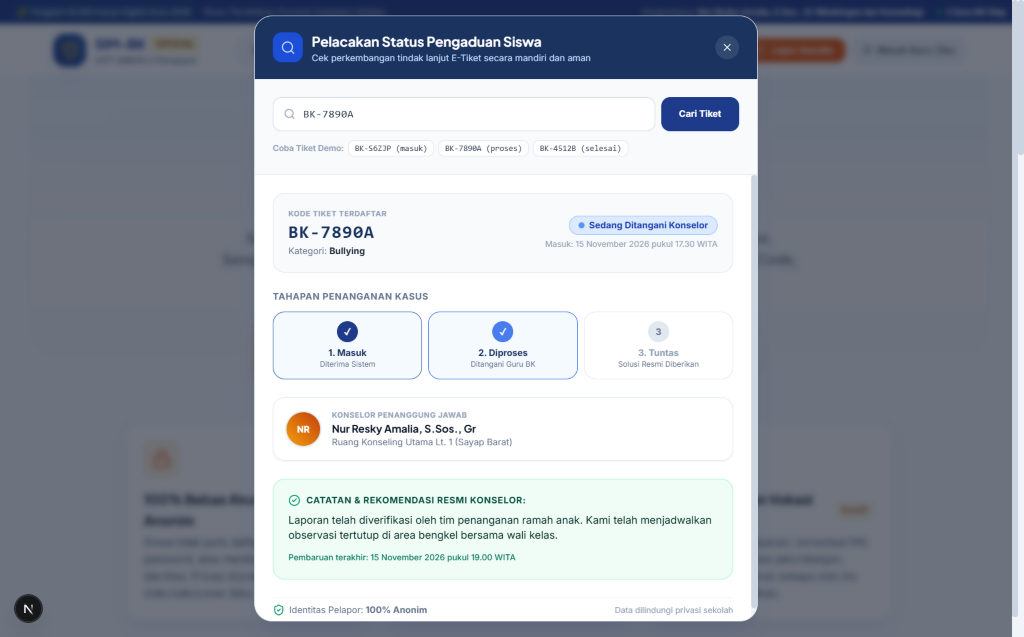 Pelacakan Status Pengaduan Siswa
Cek perkembangan tindak lanjut E-Tiket secara mandiri dan aman
BK-7890A
Cari Tiket
Coba Tiket Demo: BK-S6ZJP (masuk) BK-7890A (proses) BK-4512B (selesai)
KODE TIKET TERDAFTAR
BK-7890A
Kategori: Bullying
Sedang Ditangani Konselor
Masuk: 15 November 2026 pukul 17.30 WITA
TAHAPAN PENANGANAN KASUS
1. Masuk
Diterima Sistem
2. Diproses
Ditangani Guru BK
3
3. Tuntas
Solusi Resmi Diberikan
NR
KONSELOR PENANGGUNG JAWAB
Nur Resky Amalia, S.Sos., Gr
Ruang Konseling Utama Lt. 1 (Sayap Barat)
CATATAN & REKOMENDASI RESMI KONSELOR:
Laporan telah diverifikasi oleh tim penanganan ramah anak. Kami telah menjadwalkan
observasi tertutup di area bengkel bersama wali kelas.
Pembaruan terakhir: 15 November 2026 pukul 19.00 WITA
Identitas Pelapor: 100% Anonim
Data dilindungi privasi sekolah
N